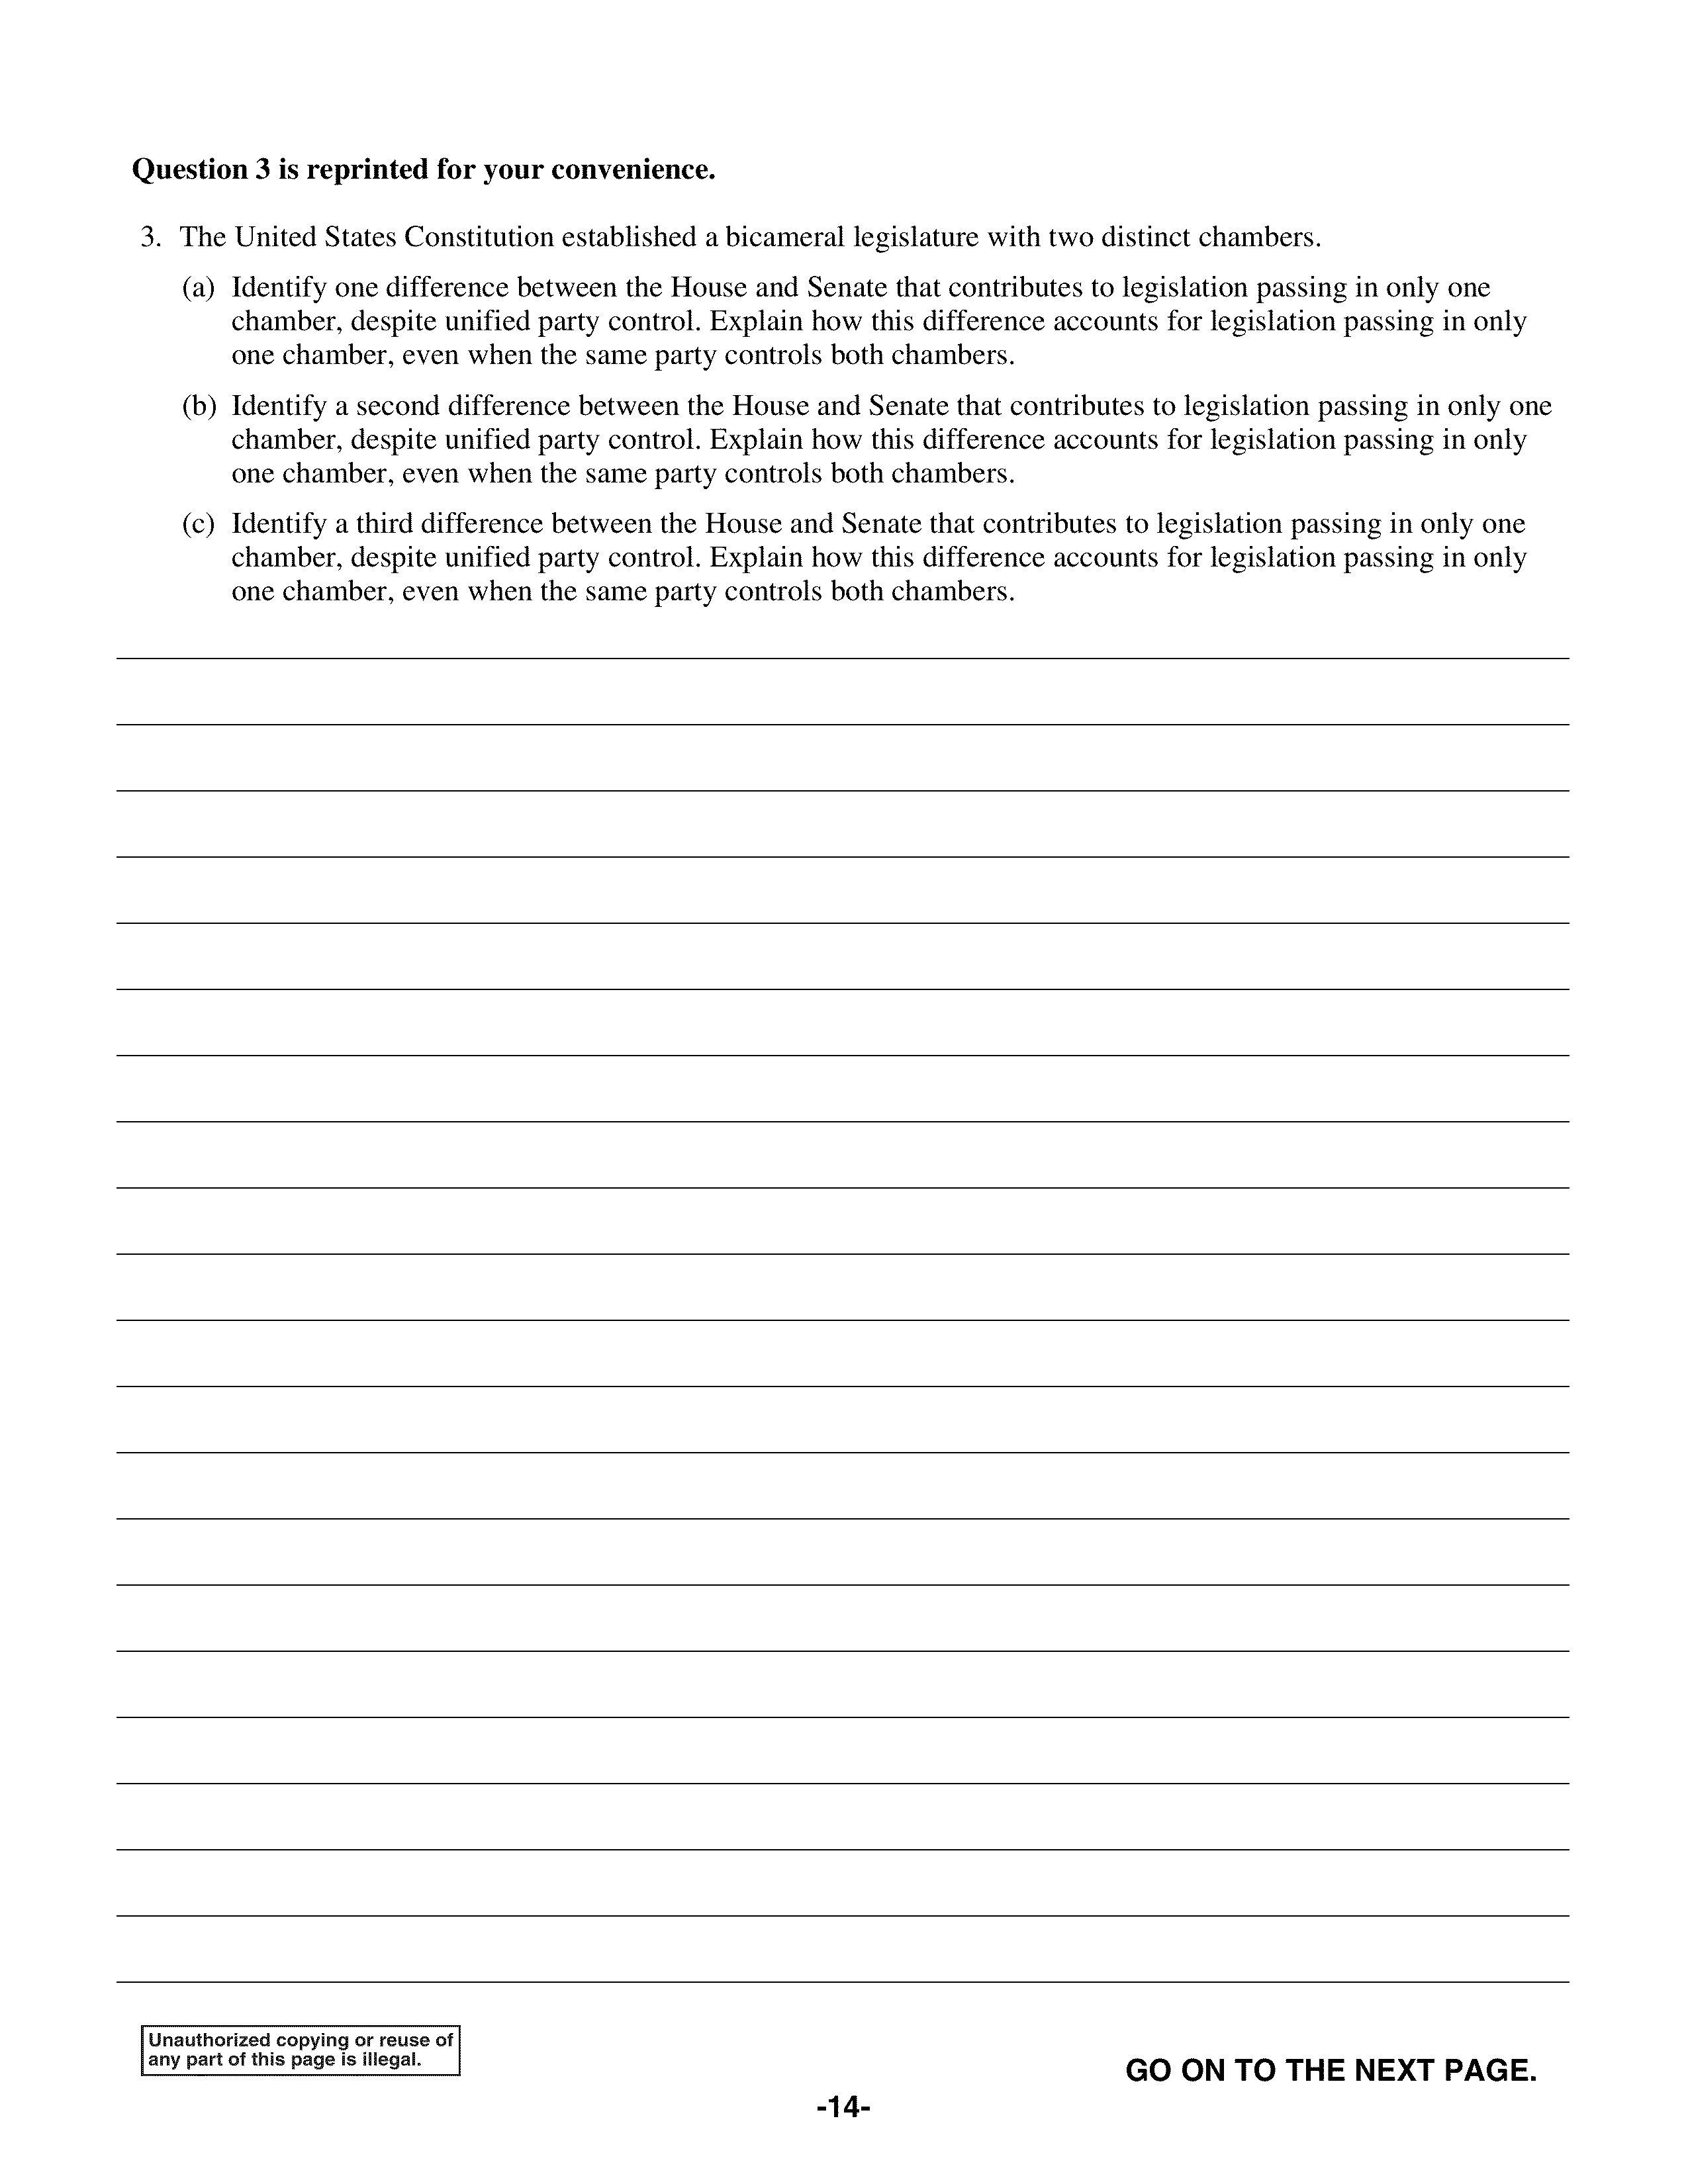 Question 3 is reprinted for your convenience.
3. The United States Constitution established a bicameral legislature with two distinct chambers.
(a) Identify one difference between the House and Senate that contributes to legislation passing in only one
chamber, despite unified party control. Explain how this difference accounts for legislation passing in only
one chamber, even when the same party controls both chambers.
(b) Identify a second difference between the House and Senate that contributes to legislation passing in only one
chamber, despite unified party control. Explain how this difference accounts for legislation passing in only
one chamber, even when the same party controls both chambers.
(c) Identify a third difference between the House and Senate that contributes to legislation passing in only one
chamber, despite unified party control. Explain how this difference accounts for legislation passing in only
one chamber, even when the same party controls both chambers.
Unauthorized copying or reuse of
any part of this page is illegal.
GO ON TO THE NEXT PAGE.
-14-